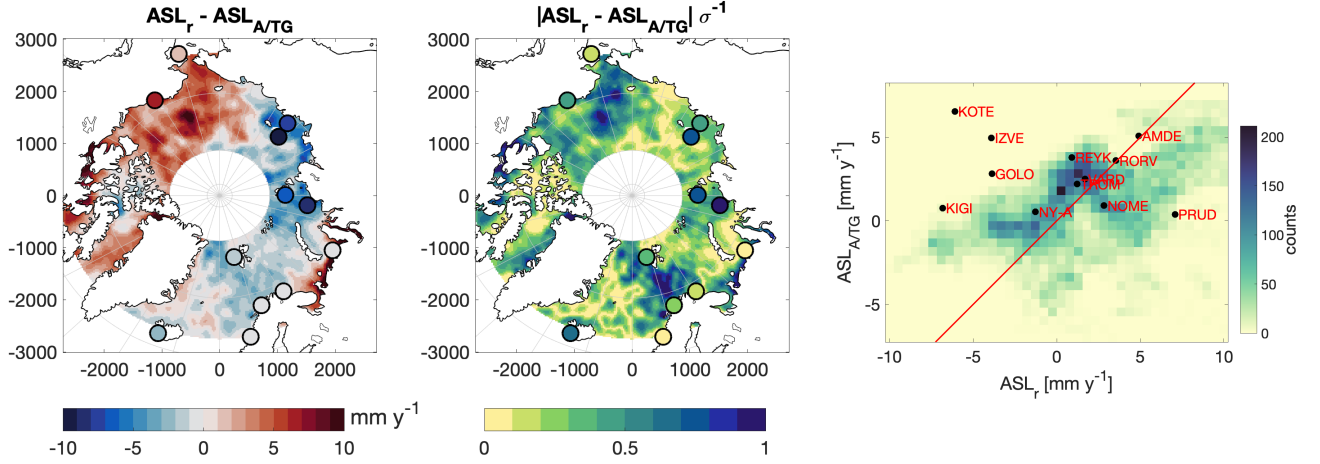 ASLr - ASLA/TG
3000
2000
1000
0
-1000
-2000
-3000
-2000 -1000 0 1000 2000
-10 -5 0 5 10
mm y-1
|ASLr - ASLA/TG| σ-1
3000
2000
1000
0
-1000
-2000
-3000
-2000 -1000 0 1000 2000
0 0.5 1
ASLA/TG [mm y-1]
5
0
-5
-10 -5 0 5 10
ASLr [mm y-1]
KOTE
IZVE
AMDE
REYK
RORV
GOLO
VARD
KIGI
NY-A
NOME
PRUD
200
150
100
50
0
counts